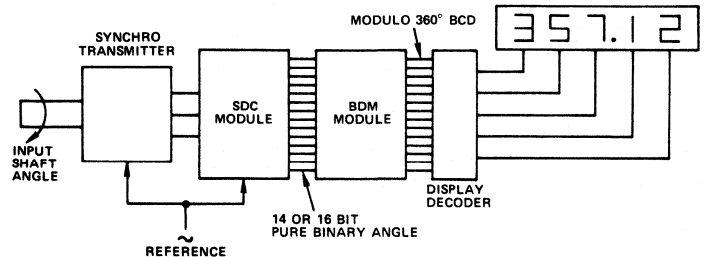 MODULO 360° BCD
357.12
SYNCHRO
TRANSMITTER
SDC
MODULE
BDM
MODULE
INPUT
SHAFT
ANGLE
DISPLAY
DECODER
14 OR 16 BIT
PURE BINARY ANGLE
~
REFERENCE